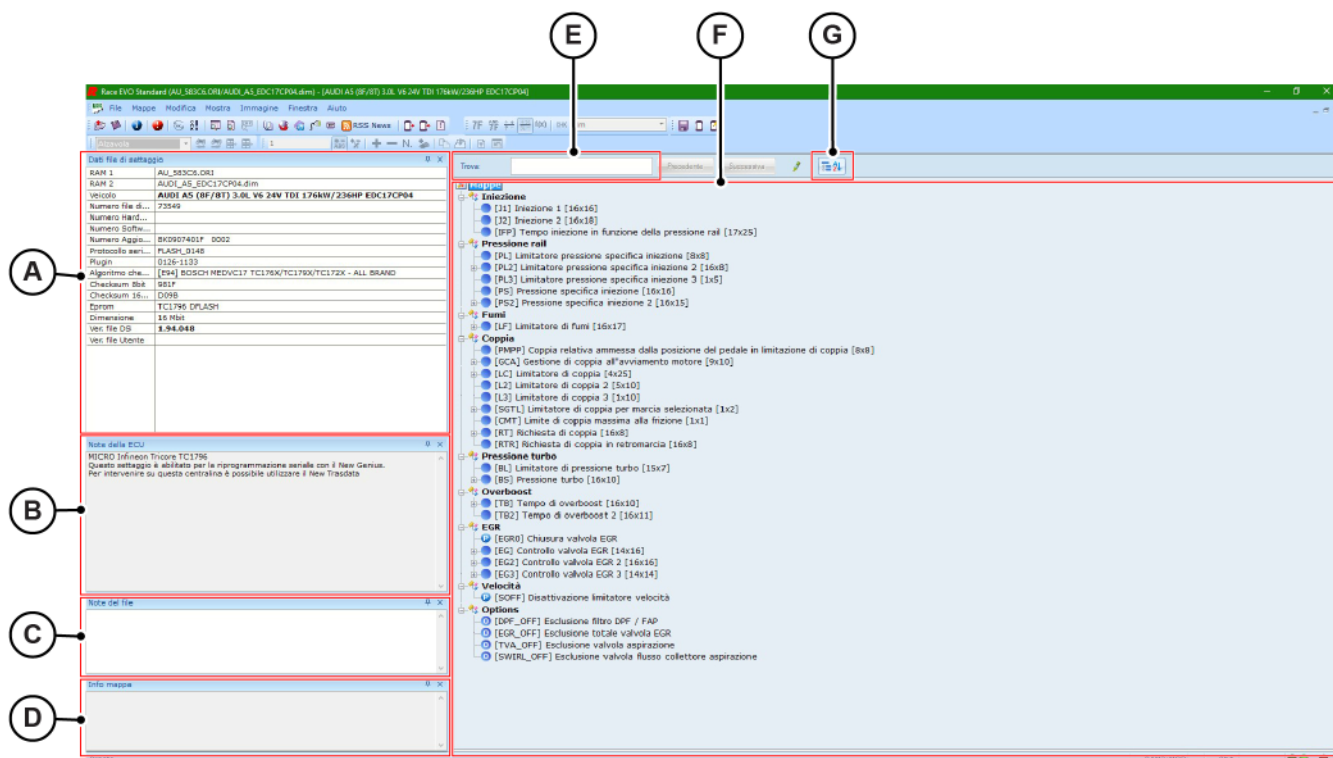 E F G
Race EVO Standard (AU_583C6.ORI/AUDI_A5_EDC17CP04.dim) - [AUDI A5 (8F/8T) 3.0L V6 24V TDI 176kW/236HP EDC17CP04]
File Mappe Modifica Mostra Immagine Finestra Aiuto
RSS News
1 N.
Dati file di settaggio
RAM 1 AU_583C6.ORI
RAM 2 AUDI_A5_EDC17CP04.dim
Veicolo AUDI A5 (8F/8T) 3.0L V6 24V TDI 176kW/236HP EDC17CP04
Numero file di... 73549
Numero Hard...
Numero Softw...
Numero Aggio... 8K0907401F 0002
Protocollo seri... FLASH_0148
Plugin 0126-1133
Algoritmo che... [E94] BOSCH MEDVC17 TC176X/TC179X/TC172X - ALL BRAND
Checksum 8bit 981F
Checksum 16... D09B
Eprom TC1796 DFLASH
Dimensione 16 Mbit
Ver. file DS 1.94.048
Ver. file Utente
A
Note della ECU
MICRO Infineon Tricore TC1796
Questo settaggio è abilitato per la riprogrammazione seriale con il New Genius.
Per intervenire su questa centralina è possibile utilizzare il New Trasdata
B
Note del file
C
Info mappa
D
Trova: Precedente Successiva
Mappe
Iniezione
[J1] Iniezione 1 [16x16]
[J2] Iniezione 2 [16x18]
[IFP] Tempo iniezione in funzione della pressione rail [17x25]
Pressione rail
[PL] Limitatore pressione specifica iniezione [8x8]
[PL2] Limitatore pressione specifica iniezione 2 [16x8]
[PL3] Limitatore pressione specifica iniezione 3 [1x5]
[PS] Pressione specifica iniezione [16x16]
[PS2] Pressione specifica iniezione 2 [16x15]
Fumi
[LF] Limitatore di fumi [16x17]
Coppia
[PMPP] Coppia relativa ammessa dalla posizione del pedale in limitazione di coppia [8x8]
[GCA] Gestione di coppia all"avviamento motore [9x10]
[LC] Limitatore di coppia [4x25]
[L2] Limitatore di coppia 2 [5x10]
[L3] Limitatore di coppia 3 [1x10]
[SGTL] Limitatore di coppia per marcia selezionata [1x2]
[CMT] Limite di coppia massima alla frizione [1x1]
[RT] Richiesta di coppia [16x8]
[RTR] Richiesta di coppia in retromarcia [16x8]
Pressione turbo
[BL] Limitatore di pressione turbo [15x7]
[BS] Pressione turbo [16x10]
Overboost
[TB] Tempo di overboost [16x10]
[TB2] Tempo di overboost 2 [16x11]
EGR
[EGR0] Chiusura valvola EGR
[EG] Controllo valvola EGR [14x16]
[EG2] Controllo valvola EGR 2 [16x16]
[EG3] Controllo valvola EGR 3 [14x14]
Velocità
[SOFF] Disattivazione limitatore velocità
Options
[DPF_OFF] Esclusione filtro DPF / FAP
[EGR_OFF] Esclusione totale valvola EGR
[TVA_OFF] Esclusione valvola aspirazione
[SWIRL_OFF] Esclusione valvola flusso collettore aspirazione